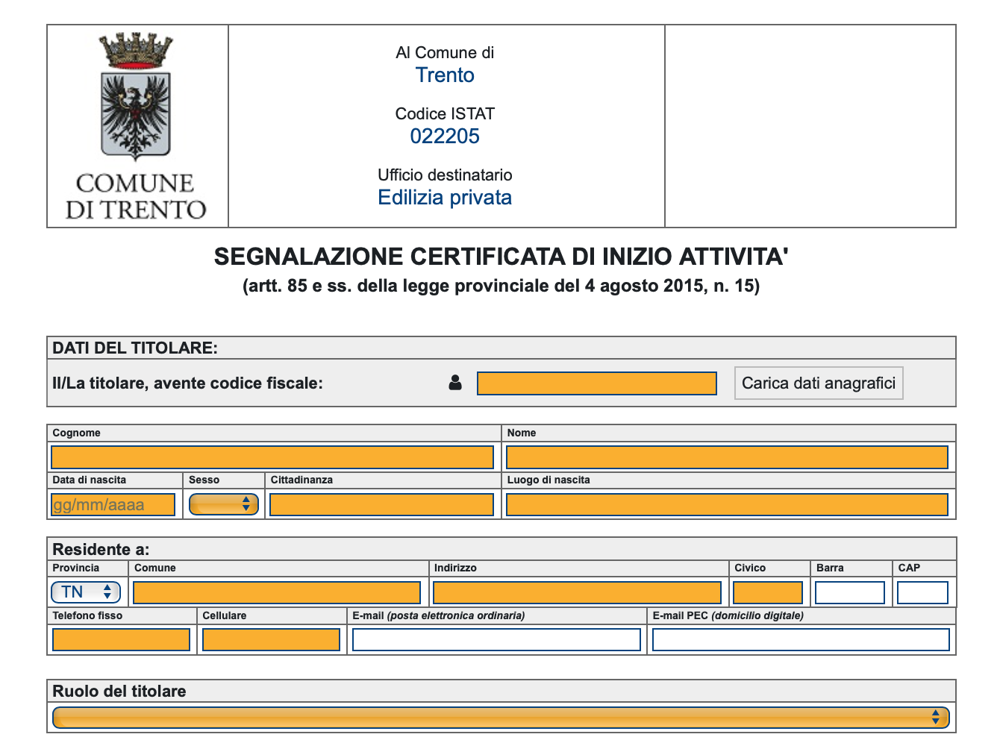 COMUNE
DI TRENTO
Al Comune di
Trento
Codice ISTAT
022205
Ufficio destinatario
Edilizia privata
SEGNALAZIONE CERTIFICATA DI INIZIO ATTIVITA'
(artt. 85 e ss. della legge provinciale del 4 agosto 2015, n. 15)
DATI DEL TITOLARE:
Il/La titolare, avente codice fiscale:
Carica dati anagrafici
Cognome Nome
Data di nascita Sesso Cittadinanza Luogo di nascita
gg/mm/aaaa
Residente a:
Provincia Comune Indirizzo Civico Barra CAP
TN
Telefono fisso Cellulare E-mail (posta elettronica ordinaria) E-mail PEC (domicilio digitale)
Ruolo del titolare